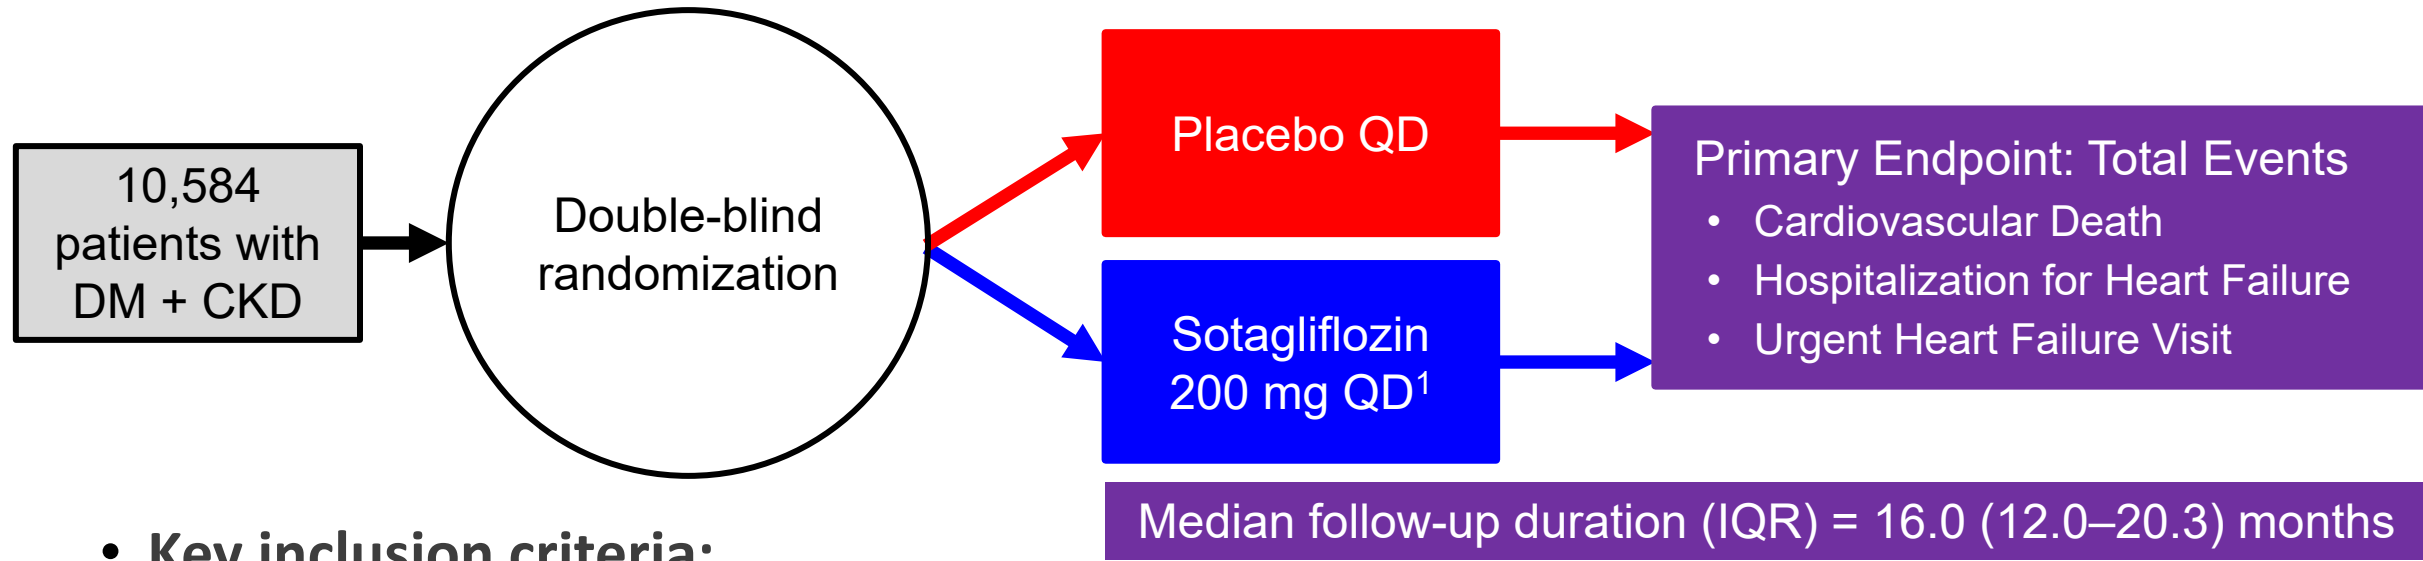 10,584
patients with
DM + CKD
Double-blind
randomization
Placebo QD
Sotagliflozin
200 mg QD¹
Primary Endpoint: Total Events
• Cardiovascular Death
• Hospitalization for Heart Failure
• Urgent Heart Failure Visit
Median follow-up duration (IQR) = 16.0 (12.0–20.3) months
• Key inclusion criteria: